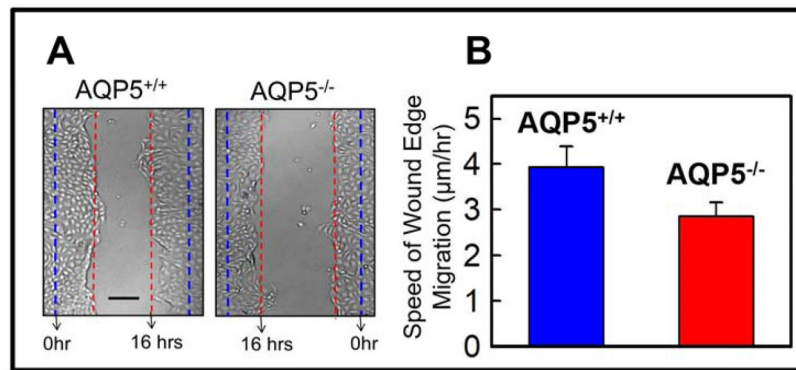 A
AQP5+/+
AQP5-/-
0hr
16 hrs
16 hrs
0hr
B
Speed of Wound Edge
Migration (µm/hr)
5
4
3
2
1
0
AQP5+/+
AQP5-/-